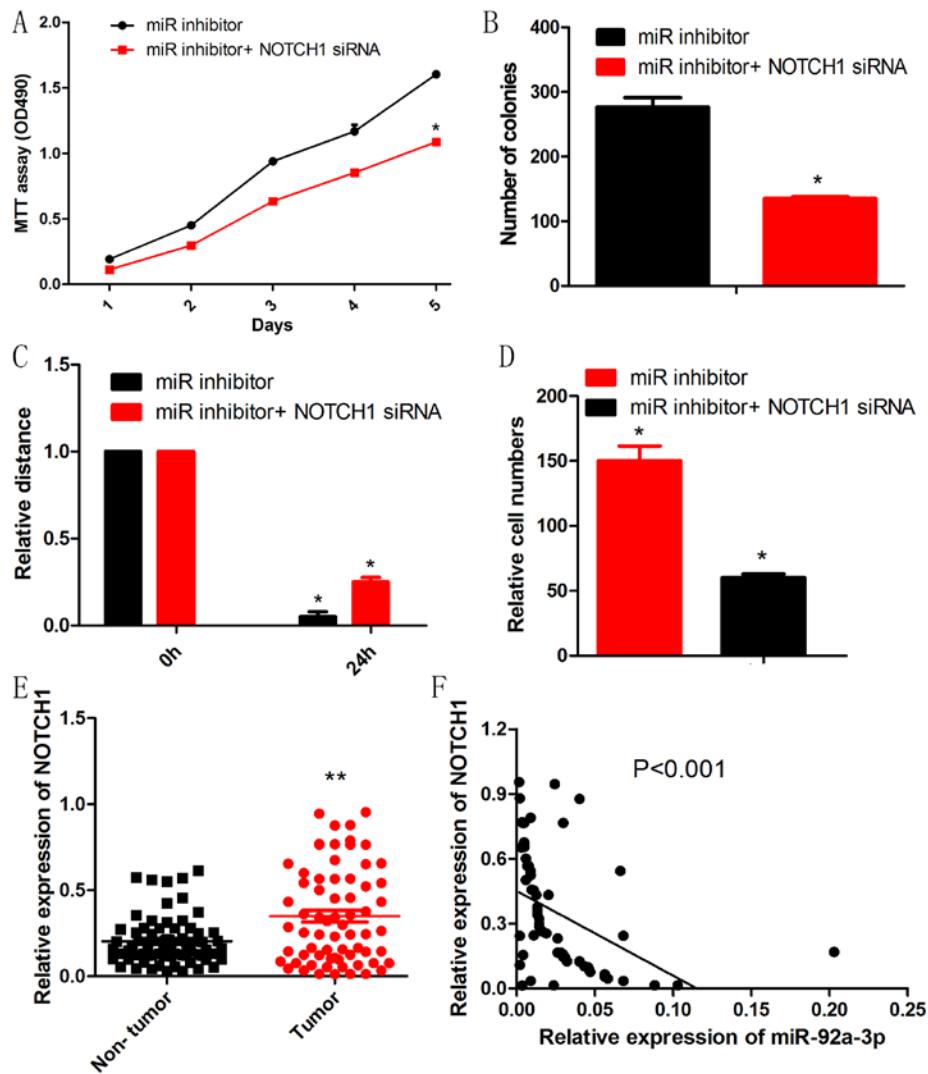 A
miR inhibitor
miR inhibitor+ NOTCH1 siRNA
MTT assay (OD490)
2.0
1.5
1.0
0.5
0.0
*
1 2 3 4 5
Days
B
miR inhibitor
miR inhibitor+ NOTCH1 siRNA
Number of colonies
400
300
200
100
0
*
C
miR inhibitor
miR inhibitor+ NOTCH1 siRNA
Relative distance
1.5
1.0
0.5
0.0
* *
0h 24h
D
miR inhibitor
miR inhibitor+ NOTCH1 siRNA
Relative cell numbers
200
150
100
50
0
* *
E
Relative expression of NOTCH1
1.5
1.0
0.5
0.0
**
Non- tumor Tumor
F
Relative expression of NOTCH1
1.2
0.9
0.6
0.3
0.0
P<0.001
0.00 0.05 0.10 0.15 0.20 0.25
Relative expression of miR-92a-3p